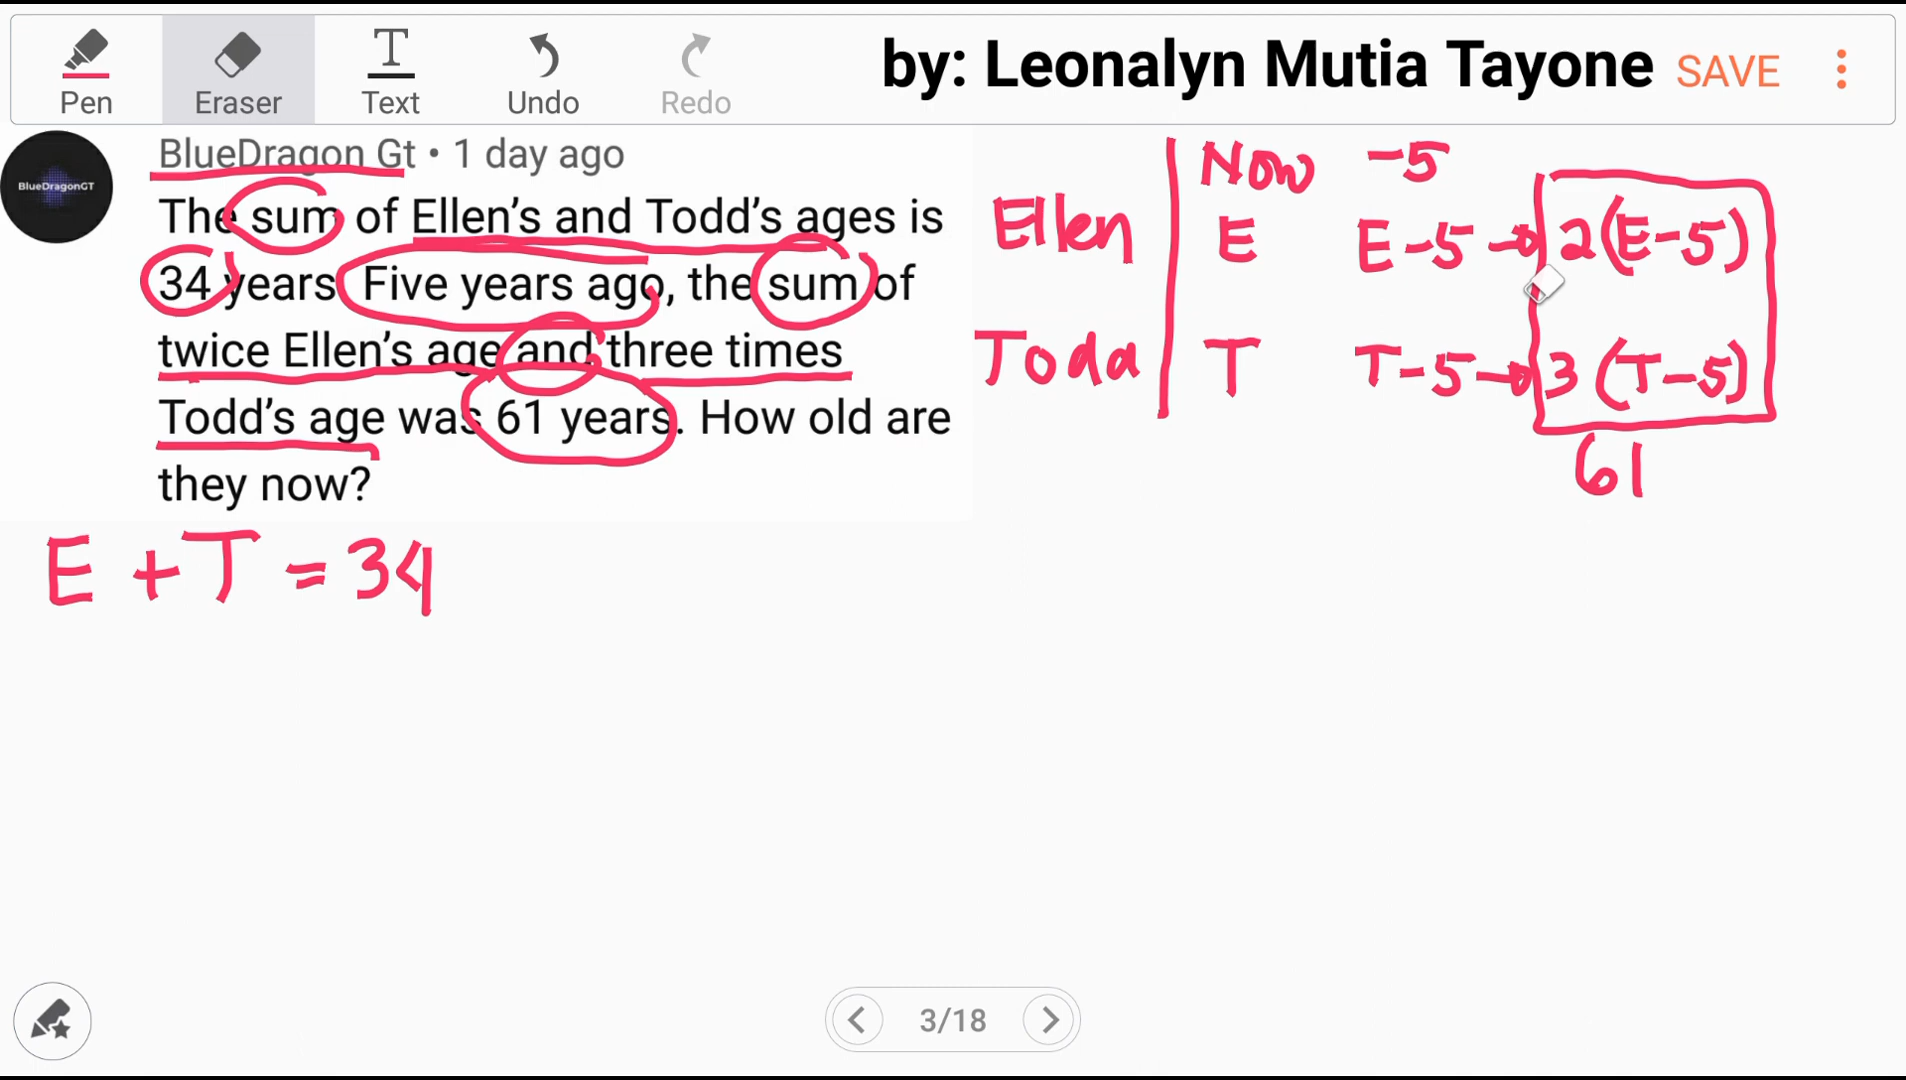 Pen Eraser Text Undo Redo by: Leonalyn Mutia Tayone SAVE
BlueDragonGT
BlueDragon Gt • 1 day ago
The sum of Ellen's and Todd's ages is
34 years. Five years ago, the sum of
twice Ellen's age and three times
Todd's age was 61 years. How old are
they now?
Now -5
Ellen E E-5 → 2(E-5)
Todd T T-5 → 3(T-5)
61
E + T = 34
3/18